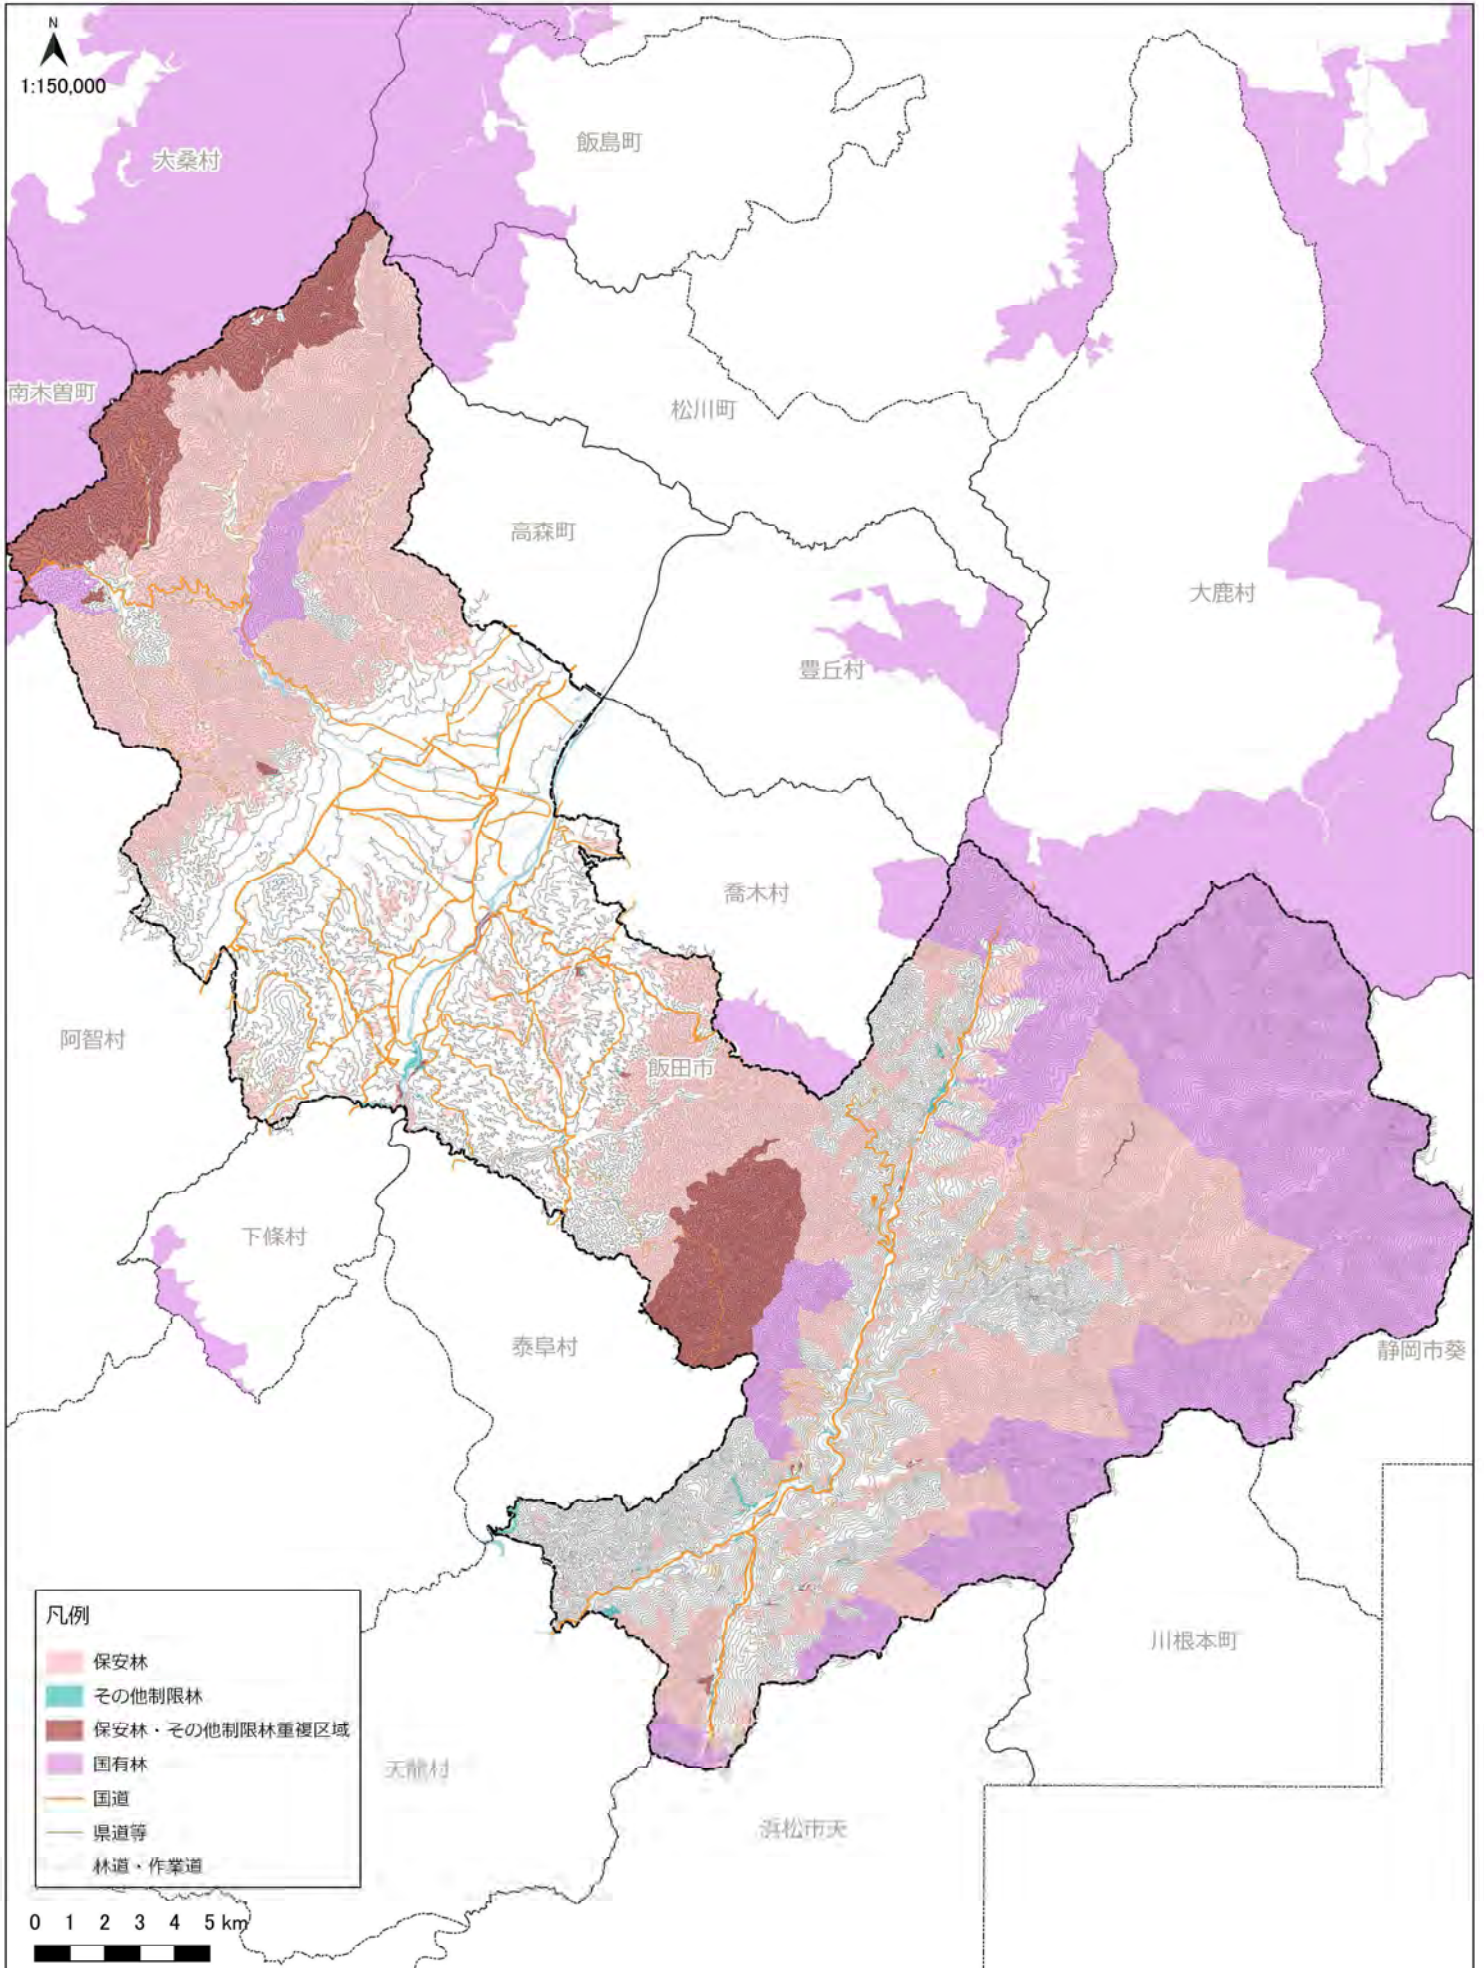 N
1:150,000
大桑村
飯島町
南木曽町
松川町
高森町
大鹿村
豊丘村
喬木村
阿智村
飯田市
下條村
泰阜村
静岡市葵
川根本町
天龍村
浜松市天
凡例
保安林
その他制限林
保安林・その他制限林重複区域
国有林
国道
県道等
林道・作業道
0 1 2 3 4 5 km